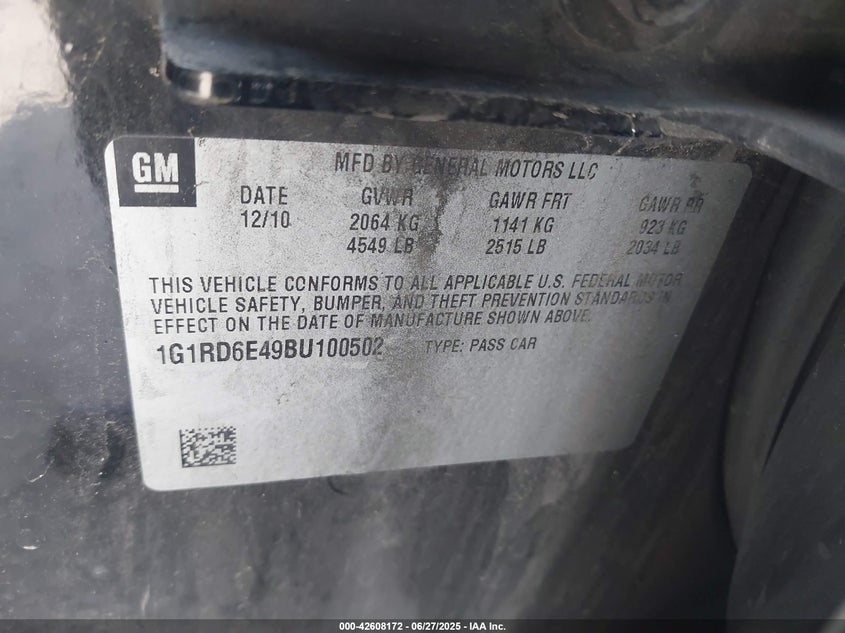 GM
MFD BY GENERAL MOTORS LLC
DATE GVWR GAWR FRT GAWR RR
12/10 2064 KG 1141 KG 923 KG
4549 LB 2515 LB 2034 LB
THIS VEHICLE CONFORMS TO ALL APPLICABLE U.S. FEDERAL MOTOR
VEHICLE SAFETY, BUMPER, AND THEFT PREVENTION STANDARDS IN
EFFECT ON THE DATE OF MANUFACTURE SHOWN ABOVE.
1G1RD6E49BU100502 TYPE: PASS CAR
000-42608172 | 06/27/2025 - IAA Inc.